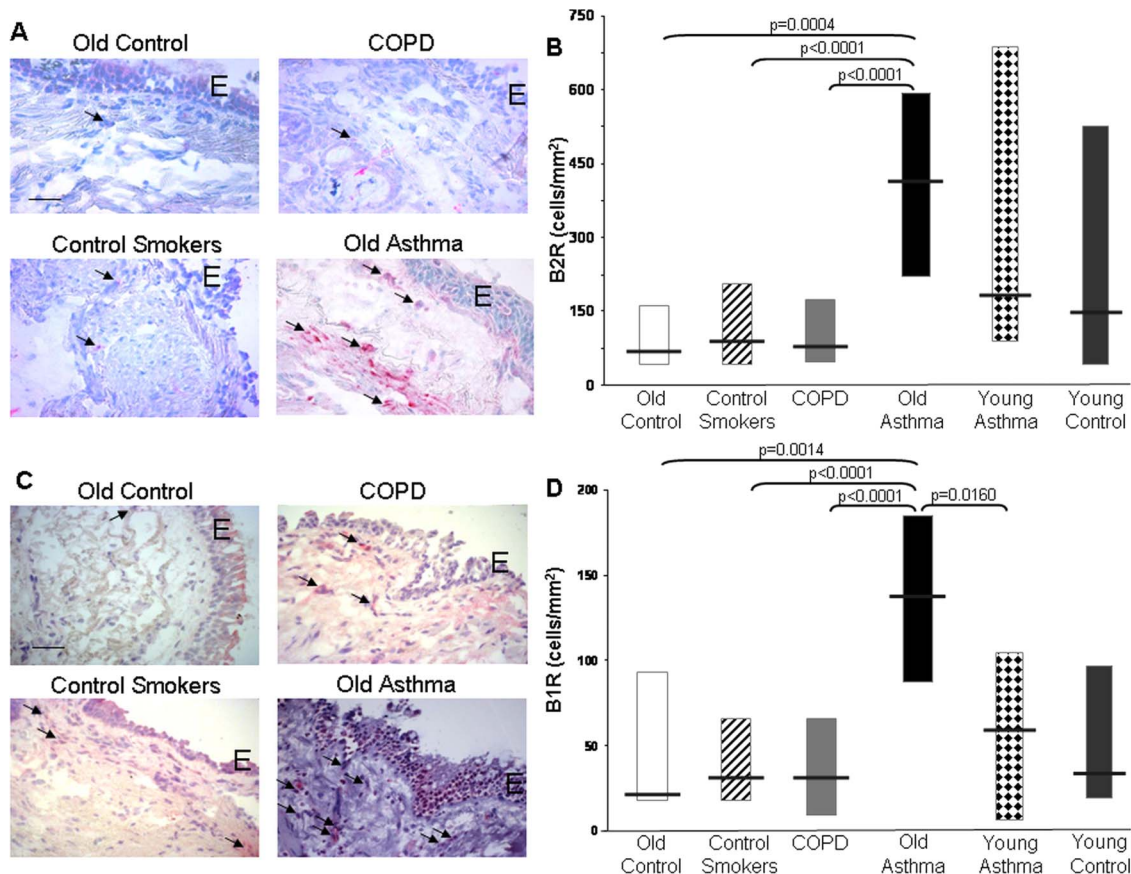 A
Old Control
COPD
E
E
Control Smokers
Old Asthma
E
E
B
B2R (cells/mm²)
750
600
450
300
150
0
p=0.0004
p<0.0001
p<0.0001
Old
Control
Control
Smokers
COPD
Old
Asthma
Young
Asthma
Young
Control
C
Old Control
COPD
E
E
Control Smokers
Old Asthma
E
E
D
B1R (cells/mm²)
200
150
100
50
0
p=0.0014
p<0.0001
p<0.0001
p=0.0160
Old
Control
Control
Smokers
COPD
Old
Asthma
Young
Asthma
Young
Control